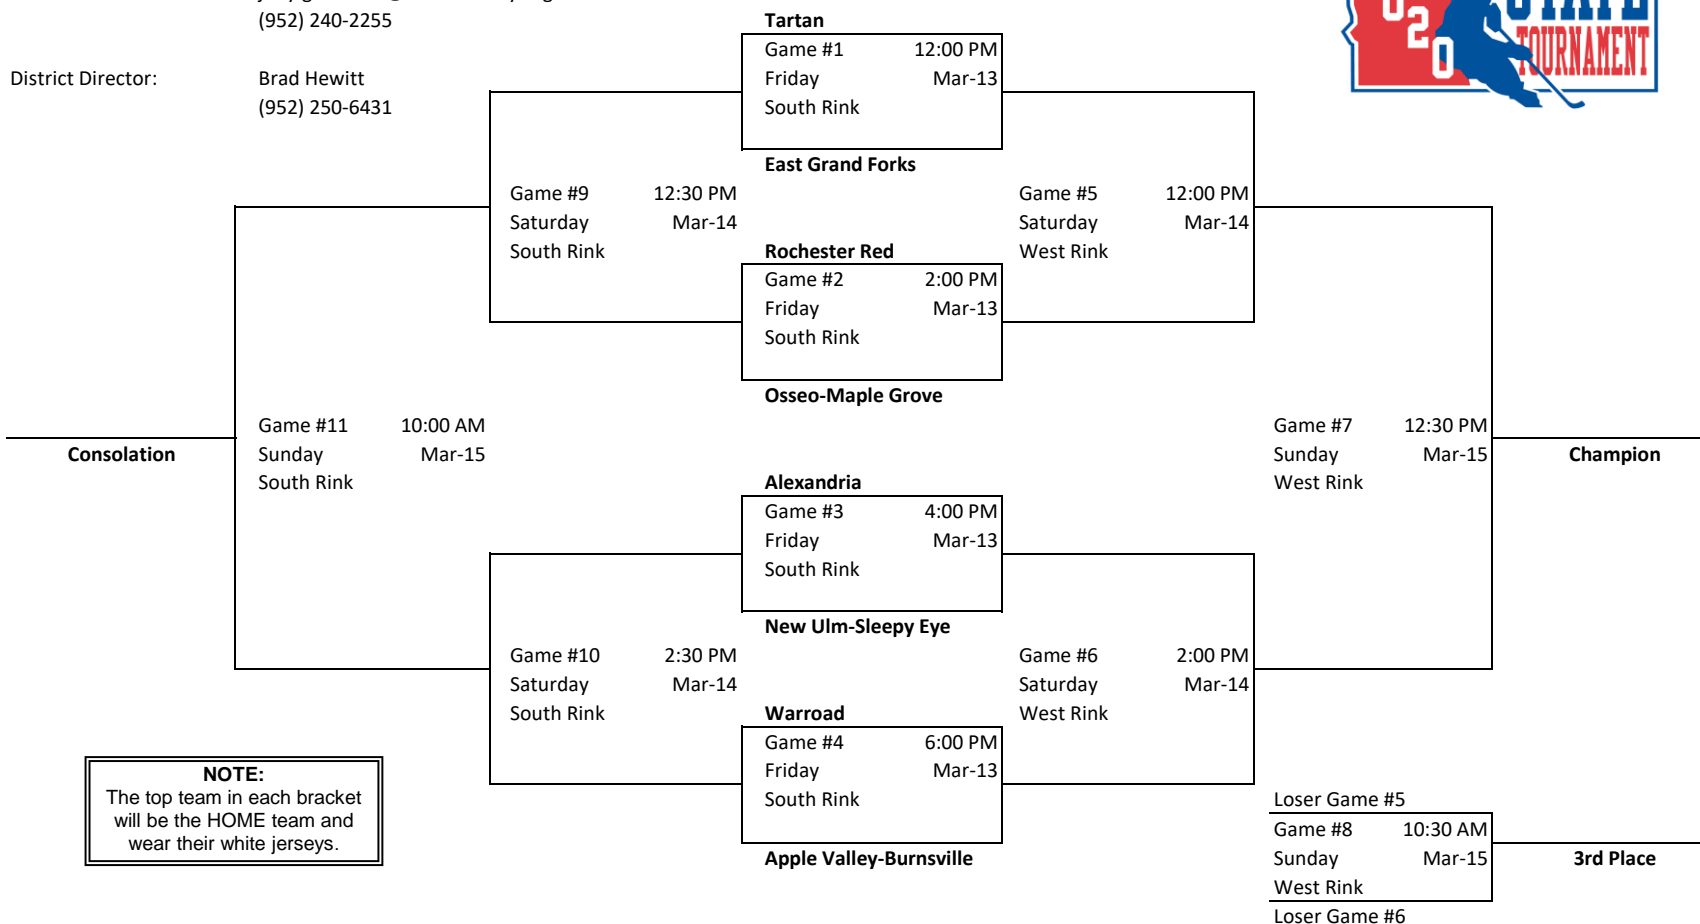 (952) 240-2255
District Director: Brad Hewitt
(952) 250-6431
U20
STATE
TOURNAMENT
Tartan
Game #1 12:00 PM
Friday Mar-13
South Rink
East Grand Forks
Game #9 12:30 PM
Saturday Mar-14
South Rink
Game #5 12:00 PM
Saturday Mar-14
West Rink
Rochester Red
Game #2 2:00 PM
Friday Mar-13
South Rink
Osseo-Maple Grove
Game #11 10:00 AM
Sunday Mar-15
South Rink
Consolation
Game #7 12:30 PM
Sunday Mar-15
West Rink
Champion
Alexandria
Game #3 4:00 PM
Friday Mar-13
South Rink
New Ulm-Sleepy Eye
Game #10 2:30 PM
Saturday Mar-14
South Rink
Game #6 2:00 PM
Saturday Mar-14
West Rink
Warroad
Game #4 6:00 PM
Friday Mar-13
South Rink
Apple Valley-Burnsville
NOTE:
The top team in each bracket
will be the HOME team and
wear their white jerseys.
Loser Game #5
Game #8 10:30 AM
Sunday Mar-15
West Rink
Loser Game #6
3rd Place